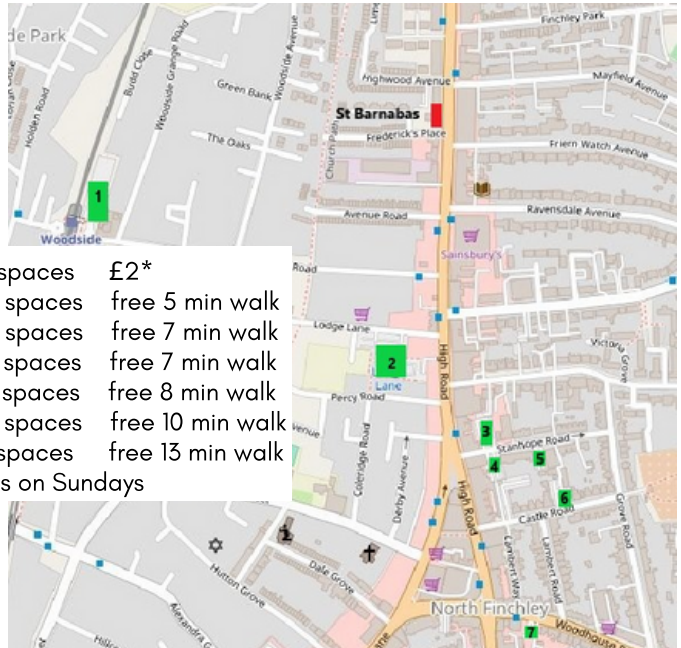 de Park
Finchley Park
Budd Close
Woodside Grange Road
Woodside Avenue
Holden Road
Green Bank
Highwood Avenue
Mayfield Avenue
St Barnabas
Frederick's Place
The Oaks
Church Path
Friern Watch Avenue
1
Avenue Road
Ravensdale Avenue
Woodside
Sainsbury's
spaces £2*
spaces free 5 min walk
spaces free 7 min walk
spaces free 7 min walk
spaces free 8 min walk
spaces free 10 min walk
spaces free 13 min walk
s on Sundays
Road
Lodge Lane
Victoria Grove
High Road
2
Lane
Percy Road
venue
Coleridge Road
Derby Avenue
3
Stanhope Road
4
5
6
High Road
Castle Road
Grove Road
Lambert Way
Lambert Road
Dale Grove
Hutton Grove
North Finchley
Alexandra G
7
Woodhouse
ane